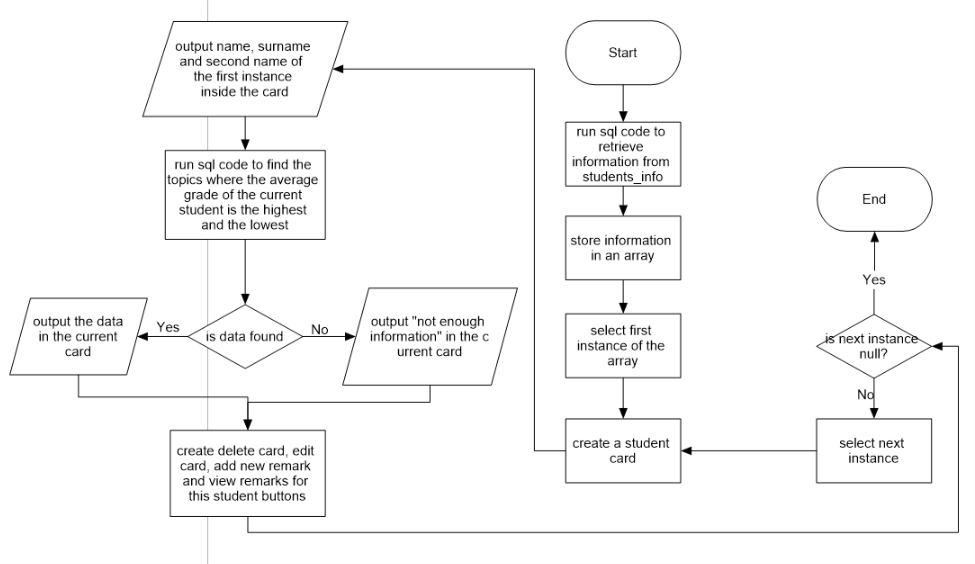 output name, surname
and second name of
the first instance
inside the card
Start
run sql code to
retrieve
information from
students_info
run sql code to find the
topics where the average
grade of the current
student is the highest
and the lowest
End
store information
in an array
Yes
output the data
in the current
card
Yes
is data found
No
output "not enough
information" in the c
urrent card
select first
instance of the
array
is next instance
null?
No
create delete card, edit
card, add new remark
and view remarks for
this student buttons
create a student
card
select next
instance